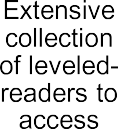 Extensive
collection
of leveled-
readers to
access